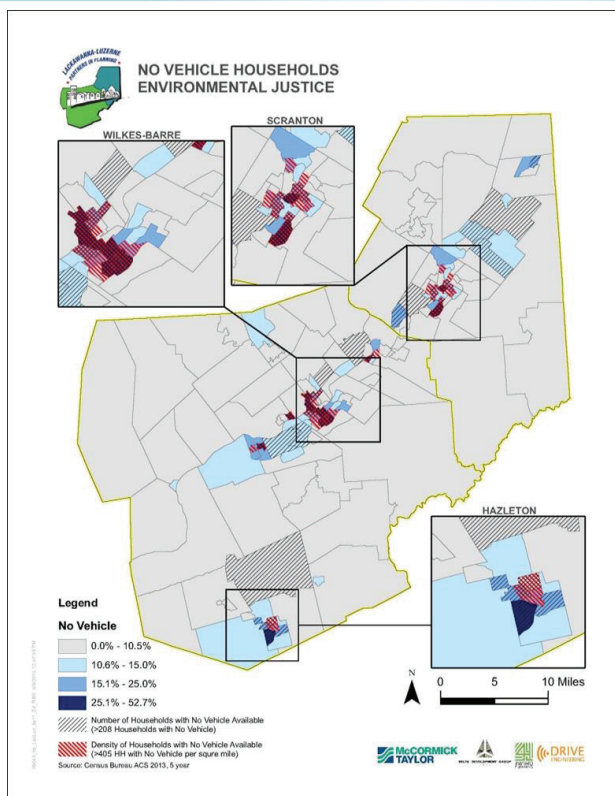 LACKAWANNA-LUZERNE
PARTNERS IN PLANNING
NO VEHICLE HOUSEHOLDS
ENVIRONMENTAL JUSTICE
WILKES-BARRE
SCRANTON
HAZLETON
Legend
No Vehicle
0.0% - 10.5%
10.6% - 15.0%
15.1% - 25.0%
25.1% - 52.7%
Number of Households with No Vehicle Available
(>208 Households with No Vehicle)
Density of Households with No Vehicle Available
(>405 HH with No Vehicle per squre mile)
Source: Census Bureau ACS 2013, 5 year
N
0 5 10 Miles
McCORMICK
TAYLOR
DELTA DEVELOPMENT GROUP
DRIVE